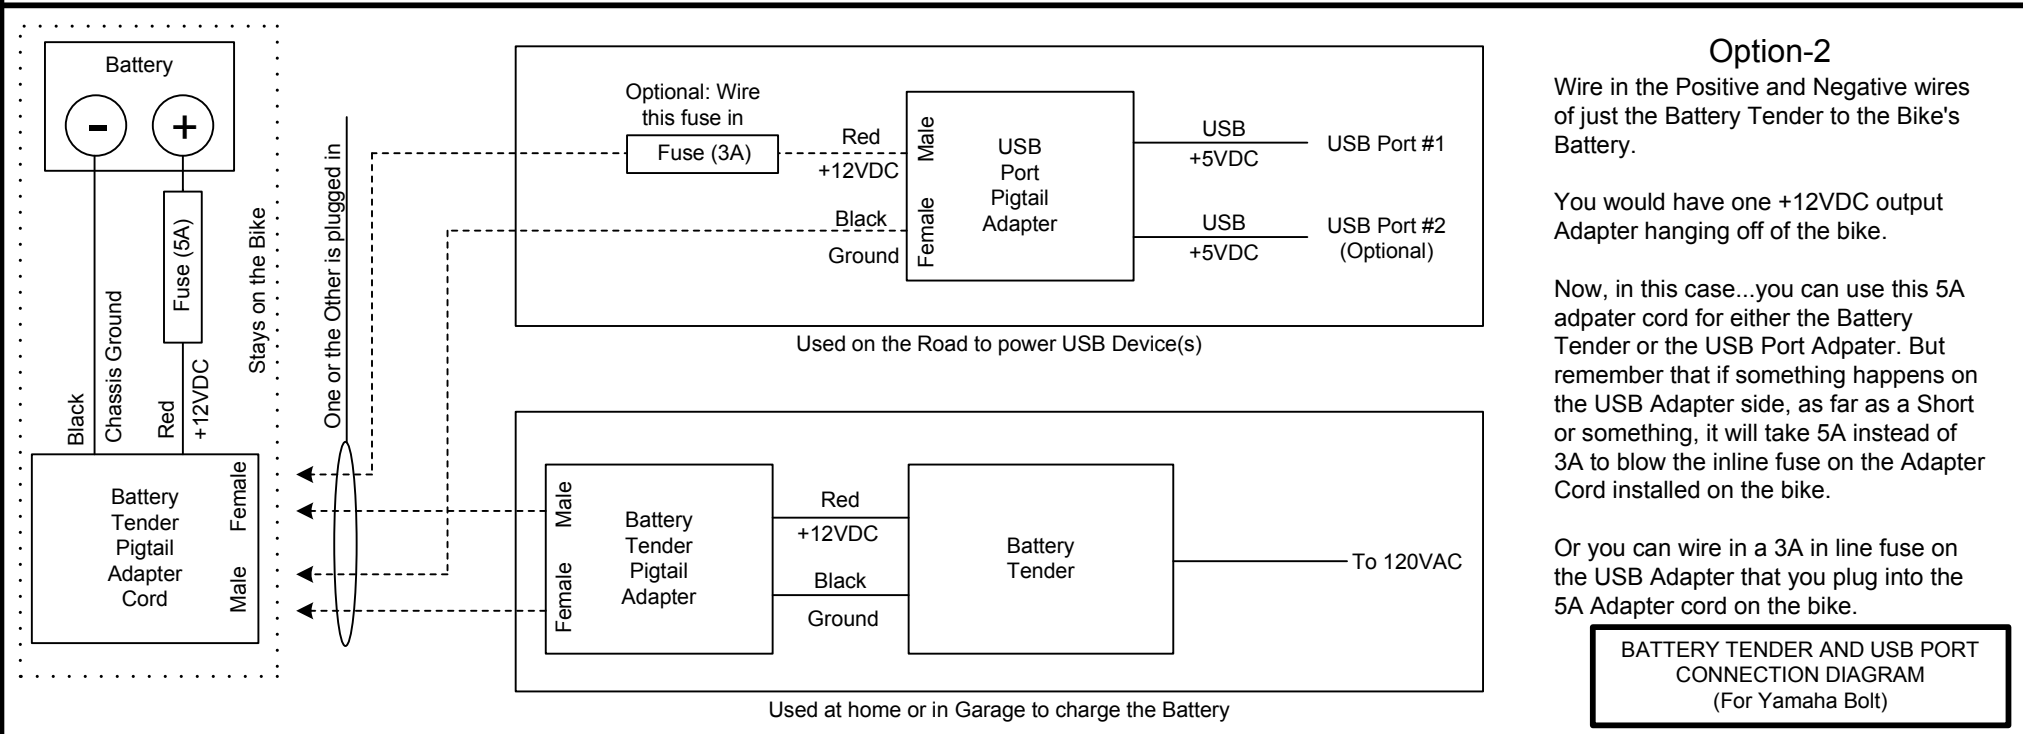 Battery
-
+
Fuse (5A)
Black
Chassis Ground
Red
+12VDC
Stays on the Bike
Battery
Tender
Pigtail
Adapter
Cord
Female
Male
One or the Other is plugged in
Optional: Wire
this fuse in
Fuse (3A)
Red
+12VDC
Black
Ground
Male
Female
USB
Port
Pigtail
Adapter
USB
+5VDC
USB Port #1
USB
+5VDC
USB Port #2
(Optional)
Used on the Road to power USB Device(s)
Male
Female
Battery
Tender
Pigtail
Adapter
Red
+12VDC
Black
Ground
Battery
Tender
To 120VAC
Used at home or in Garage to charge the Battery
Option-2
Wire in the Positive and Negative wires
of just the Battery Tender to the Bike's
Battery.
You would have one +12VDC output
Adapter hanging off of the bike.
Now, in this case...you can use this 5A
adpater cord for either the Battery
Tender or the USB Port Adpater. But
remember that if something happens on
the USB Adapter side, as far as a Short
or something, it will take 5A instead of
3A to blow the inline fuse on the Adapter
Cord installed on the bike.
Or you can wire in a 3A in line fuse on
the USB Adapter that you plug into the
5A Adapter cord on the bike.
BATTERY TENDER AND USB PORT
CONNECTION DIAGRAM
(For Yamaha Bolt)